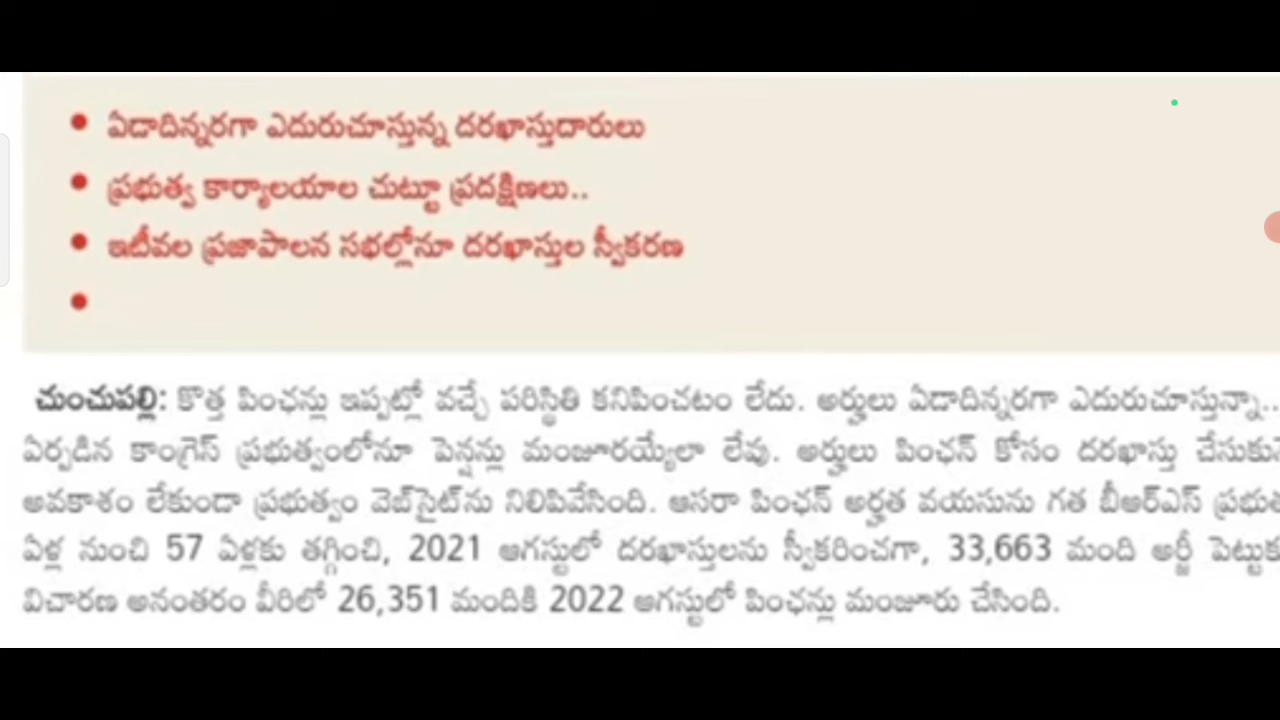 ఏడాదిన్నరగా ఎదురుచూస్తున్న దరఖాస్తుదారులు
ప్రభుత్వ కార్యాలయాల చుట్టూ ప్రదక్షిణలు..
ఇటీవల ప్రజాపాలన సభల్లోనూ దరఖాస్తుల స్వీకరణ
చుంచుపల్లి: కొత్త పింఛన్లు ఇప్పట్లో వచ్చే పరిస్థితి కనిపించటం లేదు. అర్హులు ఏడాదిన్నరగా ఎదురుచూస్తున్నా..
ఏర్పడిన కాంగ్రెస్ ప్రభుత్వంలోనూ పెన్షన్లు మంజూరయ్యేలా లేవు. అర్హులు పింఛన్ కోసం దరఖాస్తు
అవకాశం లేకుండా ప్రభుత్వం వెబ్‌సైట్‌ను నిలిపివేసింది. ఆసరా పింఛన్ అర్హత వయసును గత బీఆర్ఎస్
ఏళ్ల నుంచి 57 ఏళ్లకు తగ్గించి, 2021 ఆగస్టులో దరఖాస్తులను స్వీకరించగా, 33,663 మంది అర్జీ
విచారణ అనంతరం వీరిలో 26,351 మందికి 2022 ఆగస్టులో పింఛన్లు మంజూరు చేసింది.